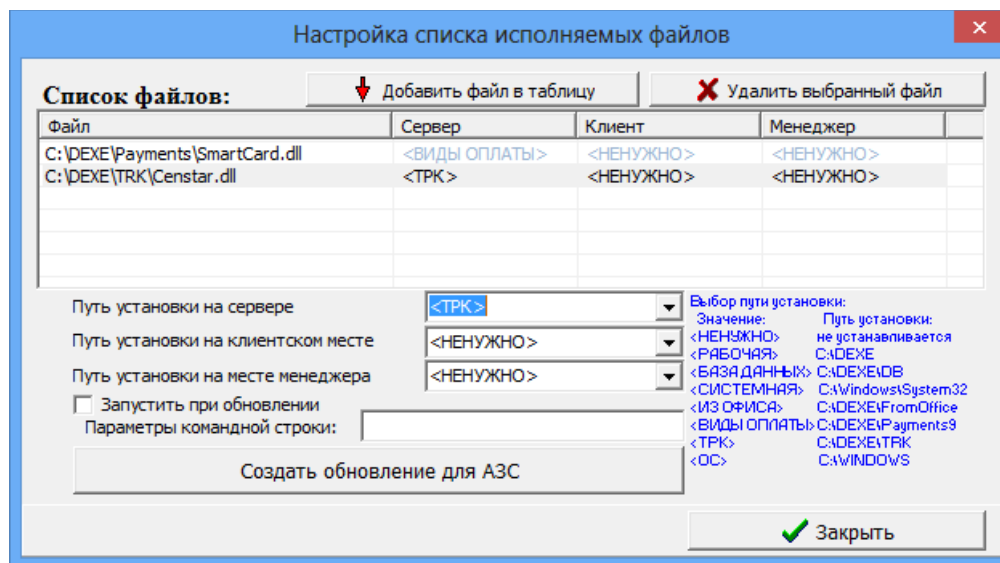 Настройка списка исполняемых файлов
Список файлов:
Добавить файл в таблицу
Удалить выбранный файл
Файл Сервер Клиент Менеджер
C:\DEXE\Payments\SmartCard.dll <ВИДЫ ОПЛАТЫ> <НЕНУЖНО> <НЕНУЖНО>
C:\DEXE\TRK\Censtar.dll <ТРК> <НЕНУЖНО> <НЕНУЖНО>
Путь установки на сервере <ТРК>
Путь установки на клиентском месте <НЕНУЖНО>
Путь установки на месте менеджера <НЕНУЖНО>
Запустить при обновлении
Параметры командной строки:
Создать обновление для АЗС
Выбор пути установки:
Значение: Путь установки:
<НЕНУЖНО> не устанавливается
<РАБОЧАЯ> C:\DEXE
<БАЗАДАННЫХ> C:\DEXE\DB
<СИСТЕМНАЯ> C:\Windows\System32
<ИЗ ОФИСА> C:\DEXE\FromOffice
<ВИДЫ ОПЛАТЫ> C:\DEXE\Payments9
<ТРК> C:\DEXE\TRK
<ОС> C:\WINDOWS
Закрыть